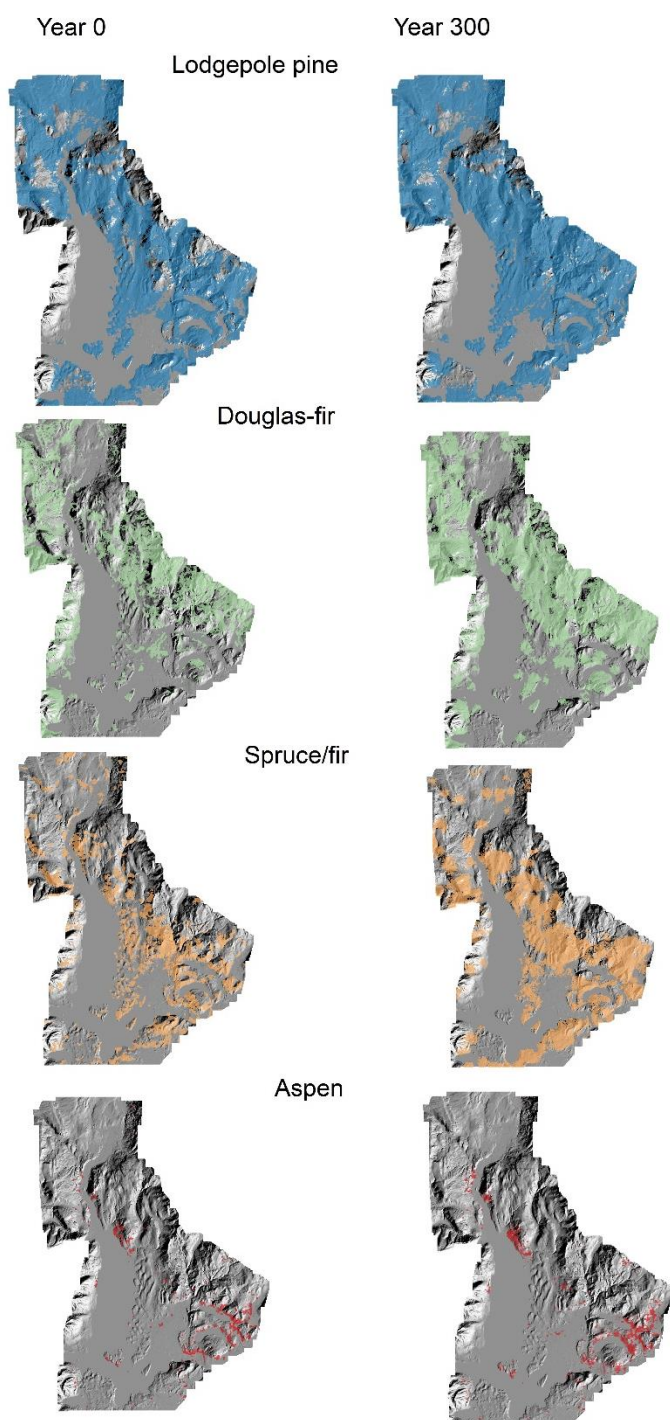 Year 0
Year 300
Lodgepole pine
Douglas-fir
Spruce/fir
Aspen